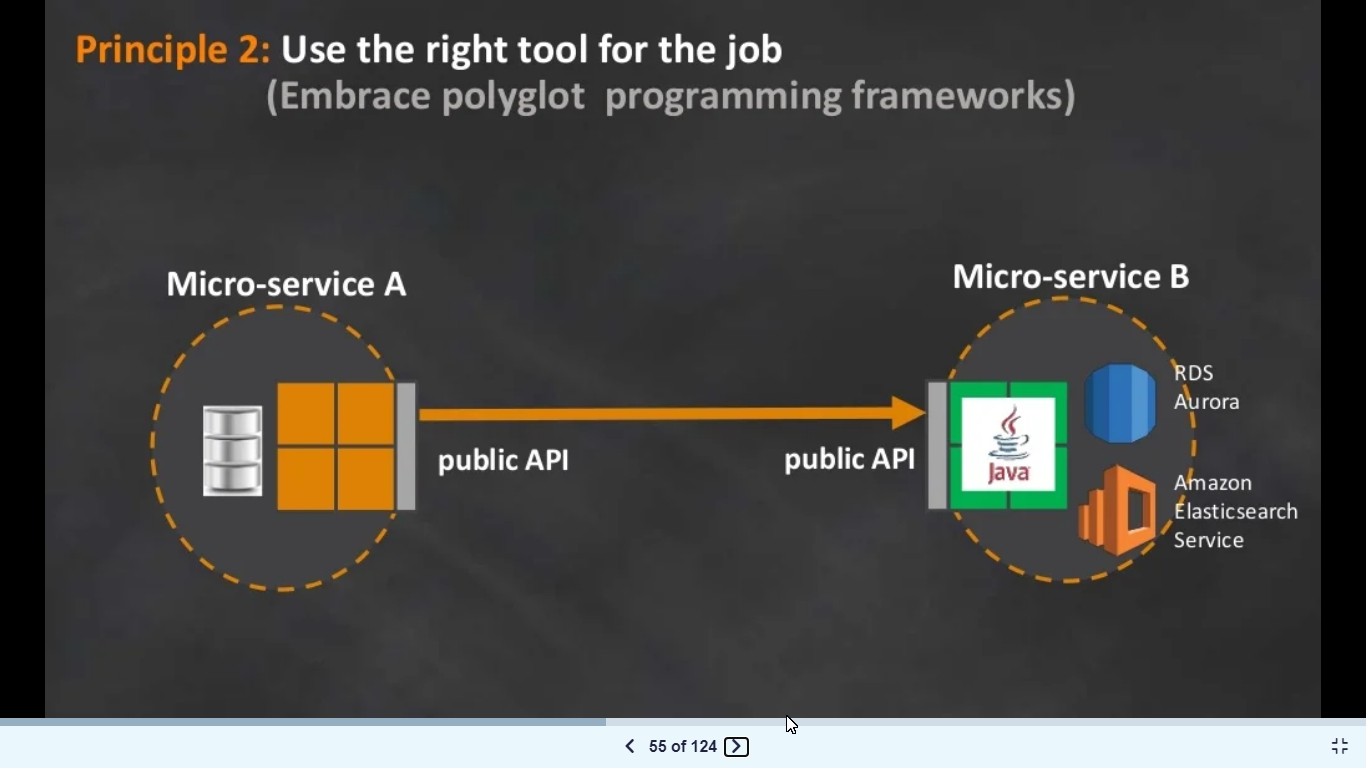 Principle 2: Use the right tool for the job
(Embrace polyglot programming frameworks)
Micro-service A
Micro-service B
RDS
Aurora
public API
public API
Java
Amazon
Elasticsearch
Service
55 of 124